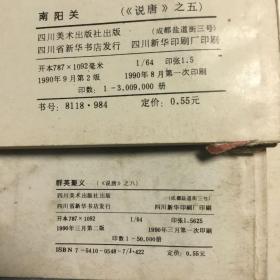 南阳关 (《说唐》之五)
四川美术出版社出版 (成都盐道街三号)
四川省新华书店发行 四川新华印刷厂印刷
开本787×1092毫米 1/64 印张1.5
1990年9月第2版 1990年8月第一次印刷
印数:1-3,009,000册
书号:8118·984 定价:0.55元
群英聚义 (《说唐》之八)
四川美术出版社出版 (成都盐道街三号)
四川省新华书店发行 四川新华印刷厂印刷
开本787×1092 1/64 印张1.5625
1990年三月第二版 1990年三月第一次印刷
印数1-50,000册
ISBN 7-5410-0548-7/J·422 定价:0.55元